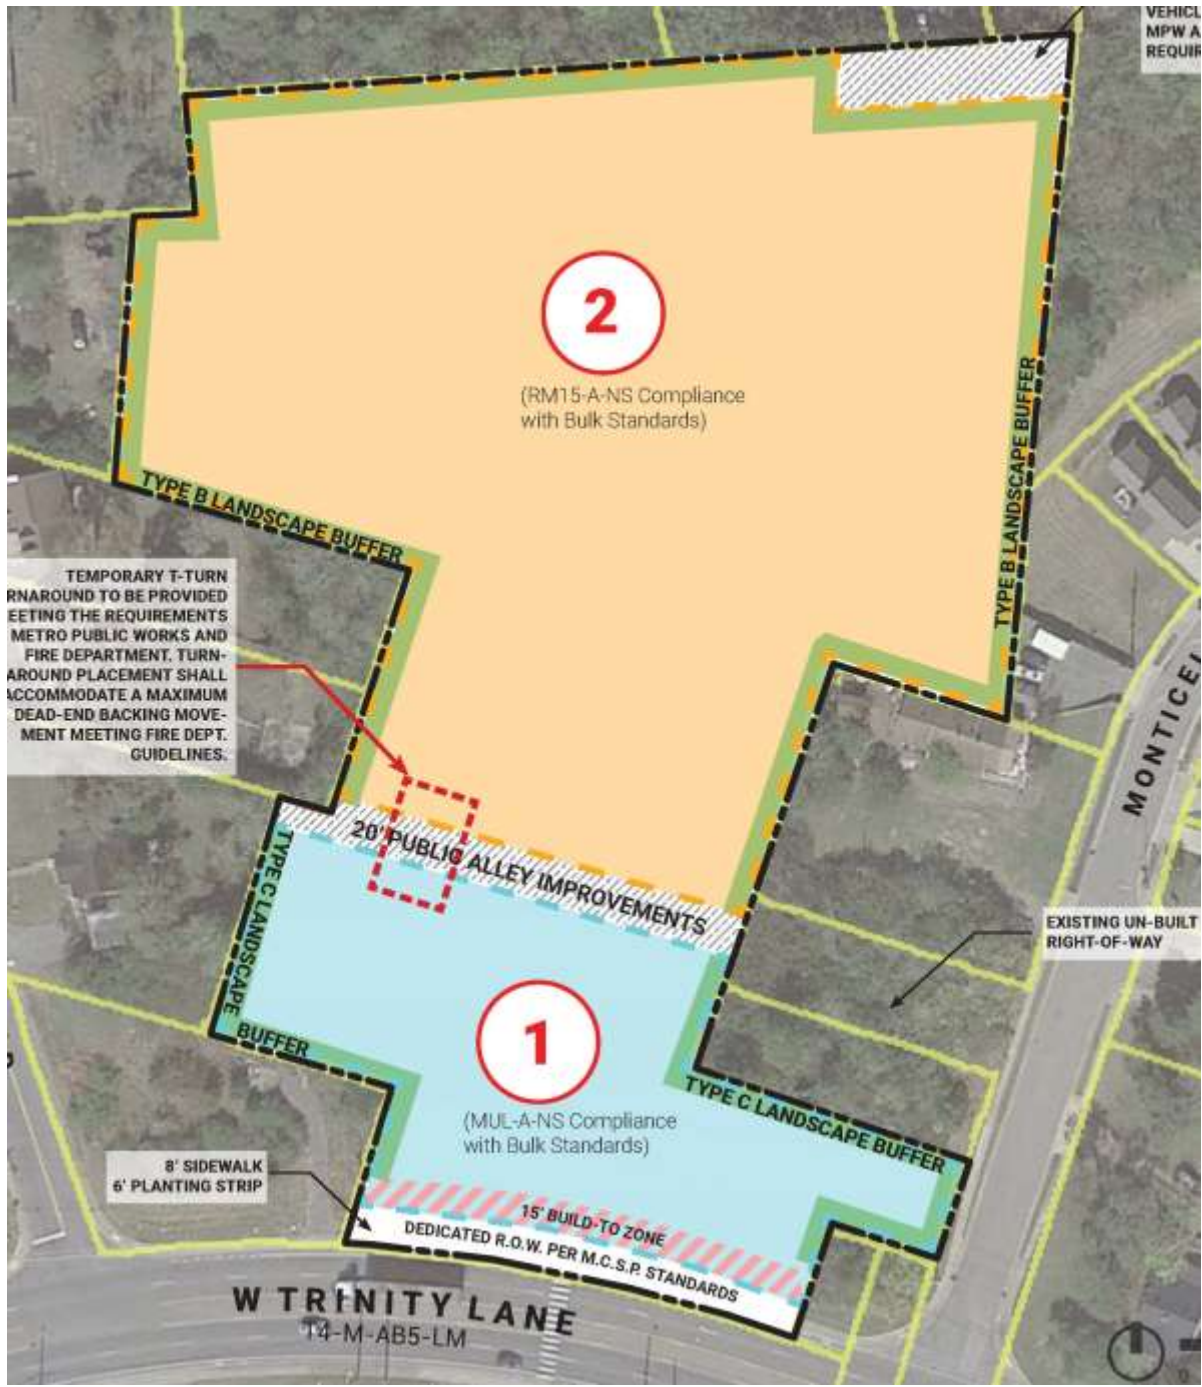 MPW A
2
(RM15-A-NS Compliance
with Bulk Standards)
TYPE B LANDSCAPE BUFFER
TYPE B LANDSCAPE BUFFER
TEMPORARY T-TURN
RNAROUND TO BE PROVIDED
EETING THE REQUIREMENTS
METRO PUBLIC WORKS AND
FIRE DEPARTMENT. TURN-
AROUND PLACEMENT SHALL
ACCOMMODATE A MAXIMUM
DEAD-END BACKING MOVE-
MENT MEETING FIRE DEPT.
GUIDELINES.
MONTICEL
20' PUBLIC ALLEY IMPROVEMENTS
TYPE C LANDSCAPE
BUFFER
EXISTING UN-BUILT
RIGHT-OF-WAY
1
(MUL-A-NS Compliance
with Bulk Standards)
TYPE C LANDSCAPE BUFFER
8' SIDEWALK
6' PLANTING STRIP
15' BUILD-TO ZONE
DEDICATED R.O.W. PER M.C.S.P. STANDARDS
W TRINITY LANE
T4-M-AB5-LM
0